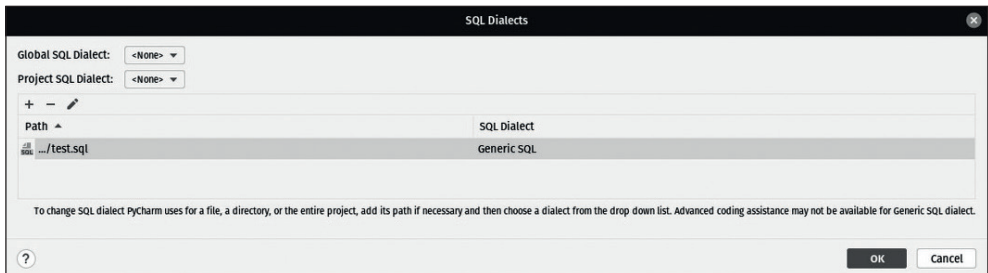 SQL Dialects
Global SQL Dialect: <None>
Project SQL Dialect: <None>
Path SQL Dialect
SQL .../test.sql Generic SQL
To change SQL dialect PyCharm uses for a file, a directory, or the entire project, add its path if necessary and then choose a dialect from the drop down list. Advanced coding assistance may not be available for Generic SQL dialect.
? OK Cancel